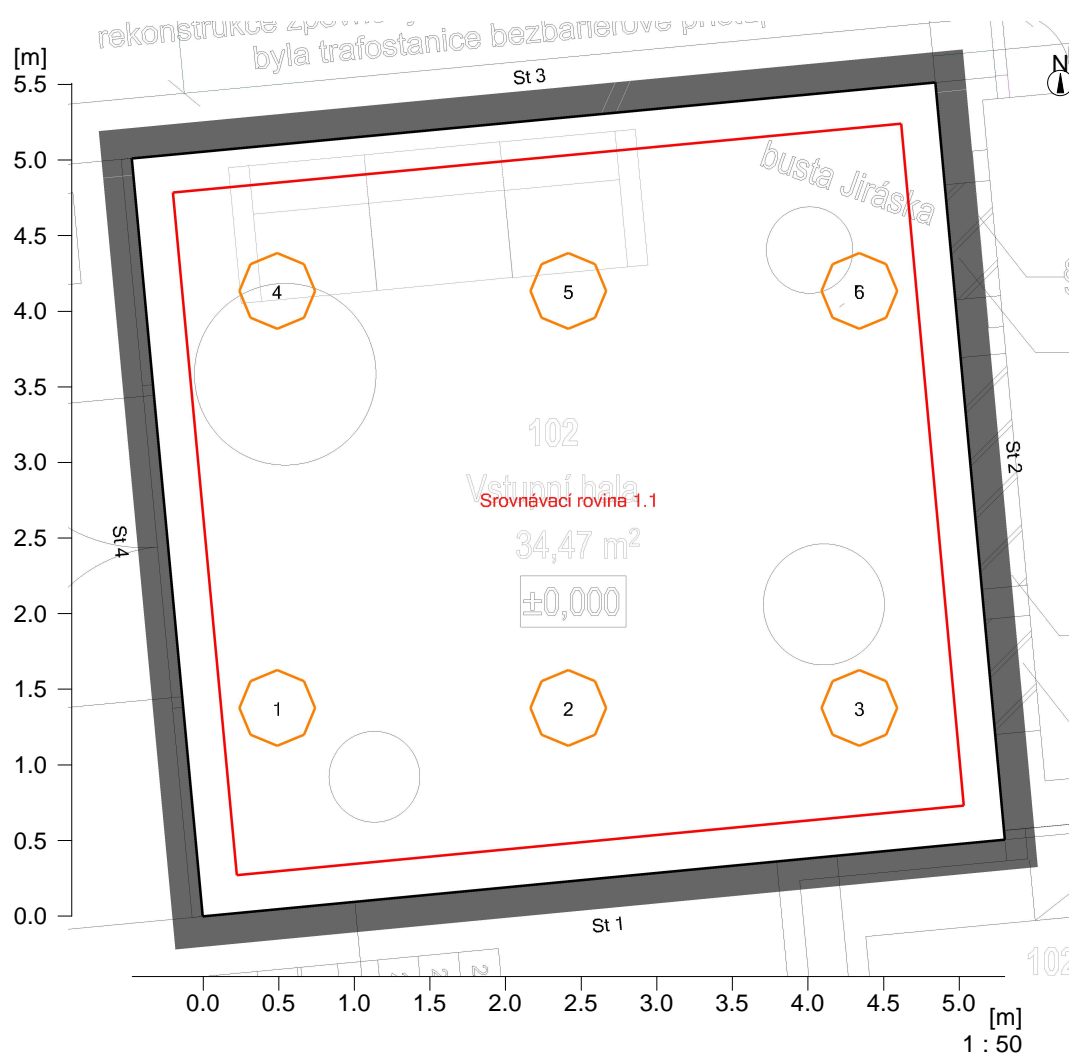 byla trafostanice bezbariérové
[m]
St 3
N
5.5
5.0
4.5
4.0
3.5
3.0
2.5
2.0
1.5
1.0
0.5
0.0
busta Jiráska
4
5
6
102
Vstupní hala
Srovnávací rovina 1.1
34,47 m²
±0,000
St 2
St 4
1
2
3
St 1
2
2
102
0.0
0.5
1.0
1.5
2.0
2.5
3.0
3.5
4.0
4.5
5.0
[m]
1 : 50